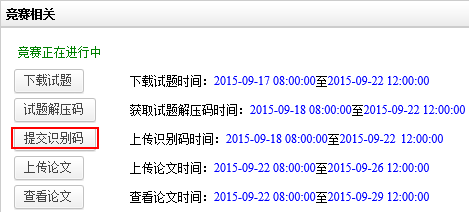 竞赛相关
竞赛正在进行中
下载试题 下载试题时间：2015-09-17 08:00:00至2015-09-22 12:00:00
试题解压码 获取试题解压码时间：2015-09-18 08:00:00至2015-09-22 12:00:00
提交识别码 上传识别码时间：2015-09-18 08:00:00至2015-09-22 12:00:00
上传论文 上传论文时间：2015-09-22 08:00:00至2015-09-26 12:00:00
查看论文 查看论文时间：2015-09-22 08:00:00至2015-09-29 12:00:00